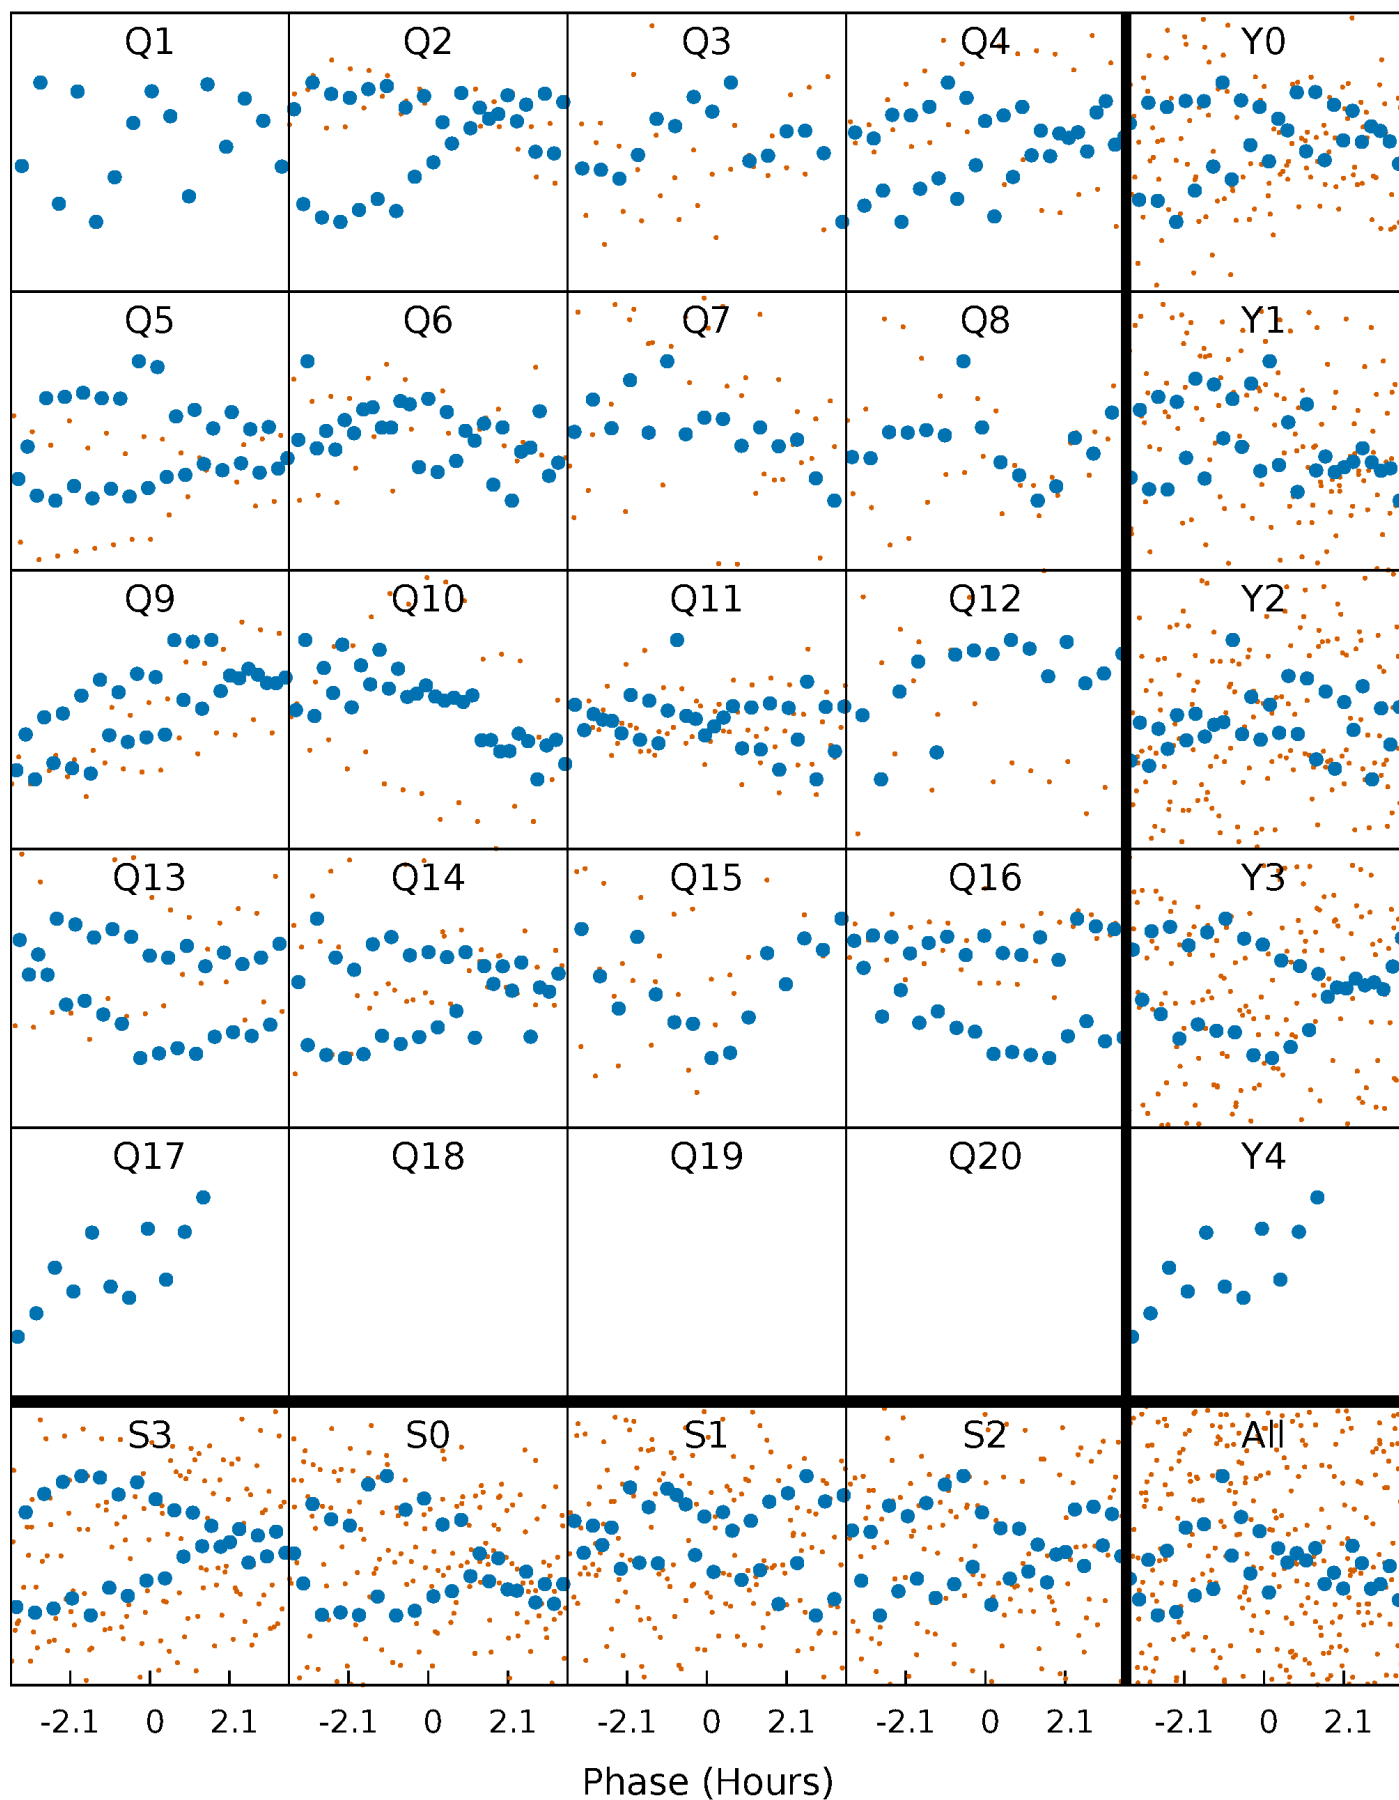 Q1 Q2 Q3 Q4 Y0
Q5 Q6 Q7 Q8 Y1
Q9 Q10 Q11 Q12 Y2
Q13 Q14 Q15 Q16 Y3
Q17 Q18 Q19 Q20 Y4
S3 S0 S1 S2 All
-2.1 0 2.1 -2.1 0 2.1 -2.1 0 2.1 -2.1 0 2.1 -2.1 0 2.1
Phase (Hours)